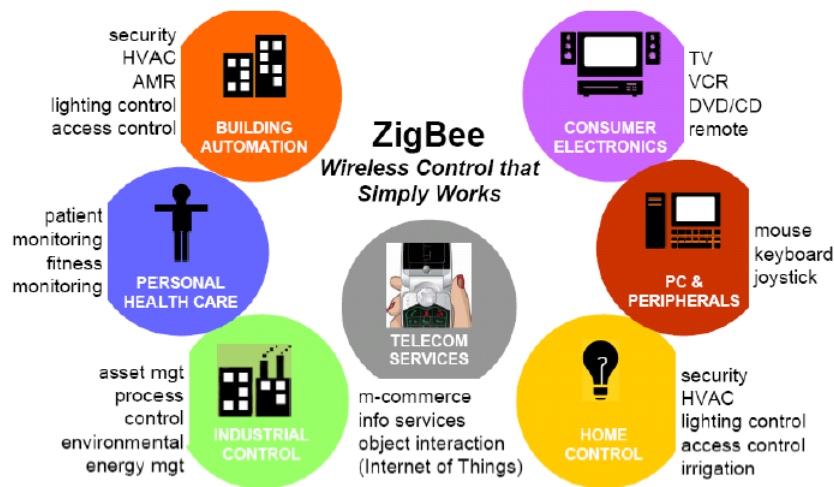 security
HVAC
AMR
lighting control
access control
BUILDING
AUTOMATION
ZigBee
Wireless Control that
Simply Works
CONSUMER
ELECTRONICS
TV
VCR
DVD/CD
remote
patient
monitoring
fitness
monitoring
PERSONAL
HEALTH CARE
TELECOM
SERVICES
PC &
PERIPHERALS
mouse
keyboard
joystick
asset mgt
process
control
environmental
energy mgt
INDUSTRIAL
CONTROL
m-commerce
info services
object interaction
(Internet of Things)
HOME
CONTROL
security
HVAC
lighting control
access control
irrigation